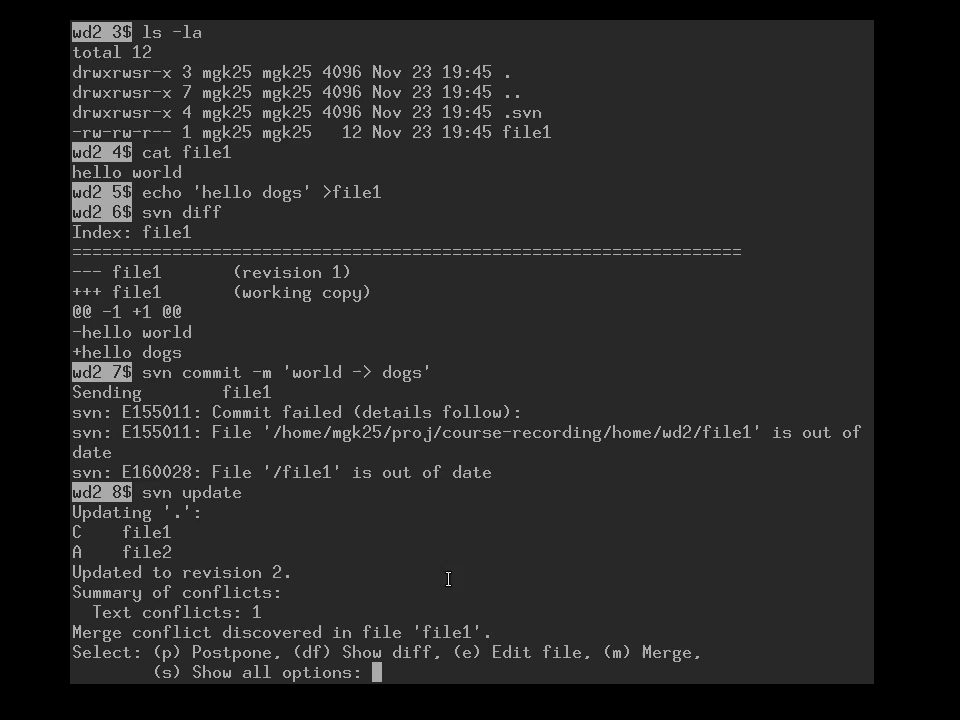 wd2 3$ ls -la
total 12
drwxrwsr-x 3 mgk25 mgk25 4096 Nov 23 19:45 .
drwxrwsr-x 7 mgk25 mgk25 4096 Nov 23 19:45 ..
drwxrwsr-x 4 mgk25 mgk25 4096 Nov 23 19:45 .svn
-rw-rw-r-- 1 mgk25 mgk25   12 Nov 23 19:45 file1
wd2 4$ cat file1
hello world
wd2 5$ echo 'hello dogs' >file1
wd2 6$ svn diff
Index: file1
===================================================================
--- file1       (revision 1)
+++ file1       (working copy)
@@ -1 +1 @@
-hello world
+hello dogs
wd2 7$ svn commit -m 'world -> dogs'
Sending        file1
svn: E155011: Commit failed (details follow):
svn: E155011: File '/home/mgk25/proj/course-recording/home/wd2/file1' is out of
date
svn: E160028: File '/file1' is out of date
wd2 8$ svn update
Updating '.':
C    file1
A    file2
Updated to revision 2.
Summary of conflicts:
  Text conflicts: 1
Merge conflict discovered in file 'file1'.
Select: (p) Postpone, (df) Show diff, (e) Edit file, (m) Merge,
        (s) Show all options: